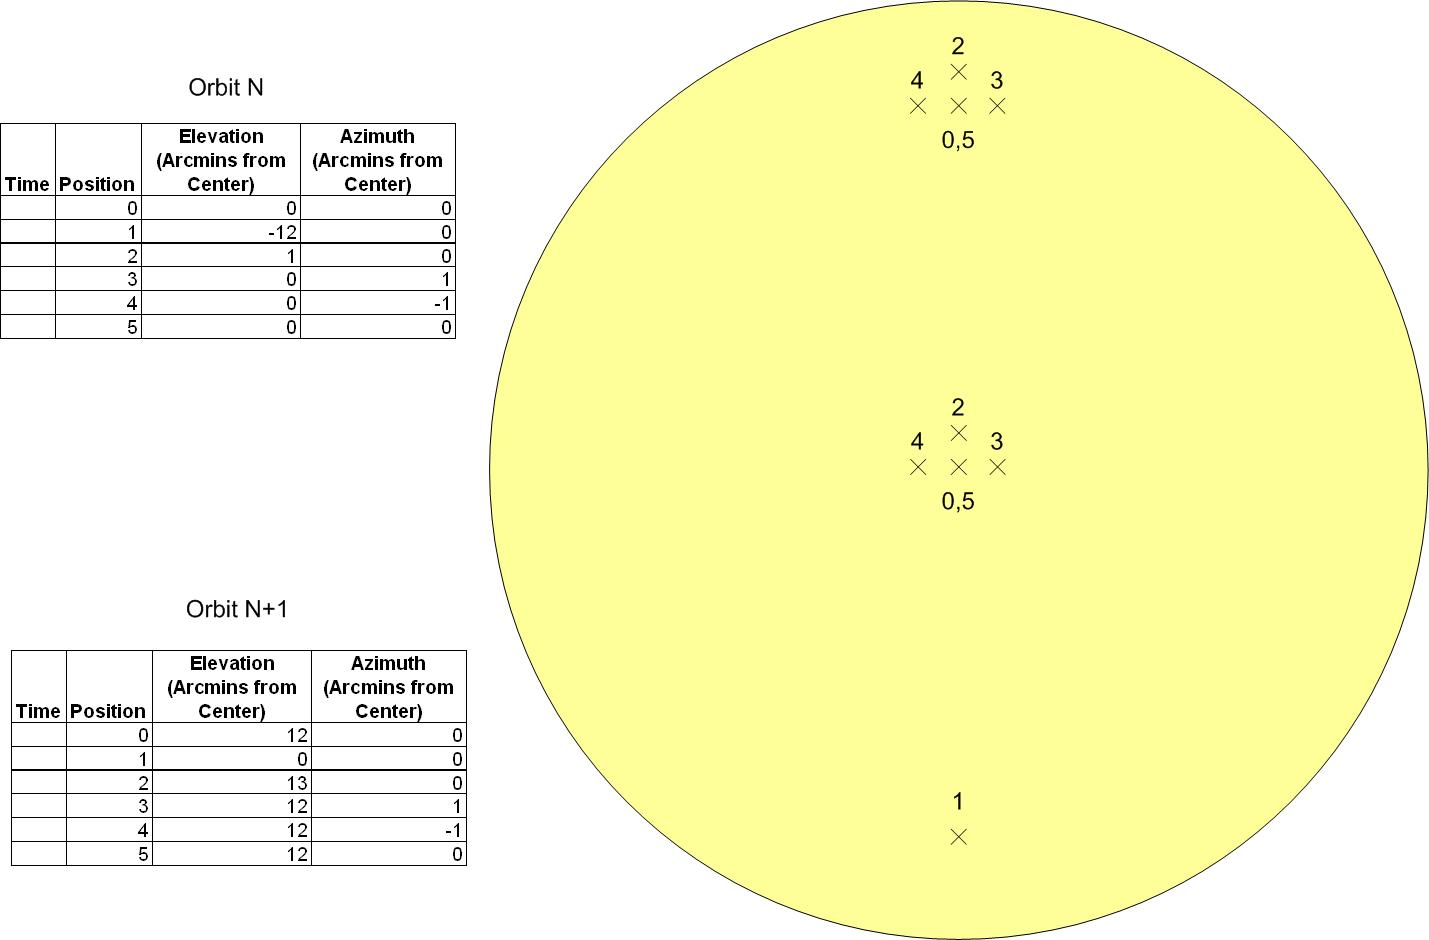 Orbit N
Time Position Elevation (Arcmins from Center) Azimuth (Arcmins from Center)
0 0 0
1 -12 0
2 1 0
3 0 1
4 0 -1
5 0 0
Orbit N+1
Time Position Elevation (Arcmins from Center) Azimuth (Arcmins from Center)
0 12 0
1 0 0
2 13 0
3 12 1
4 12 -1
5 12 0
2
4 3
0,5
2
4 3
0,5
1